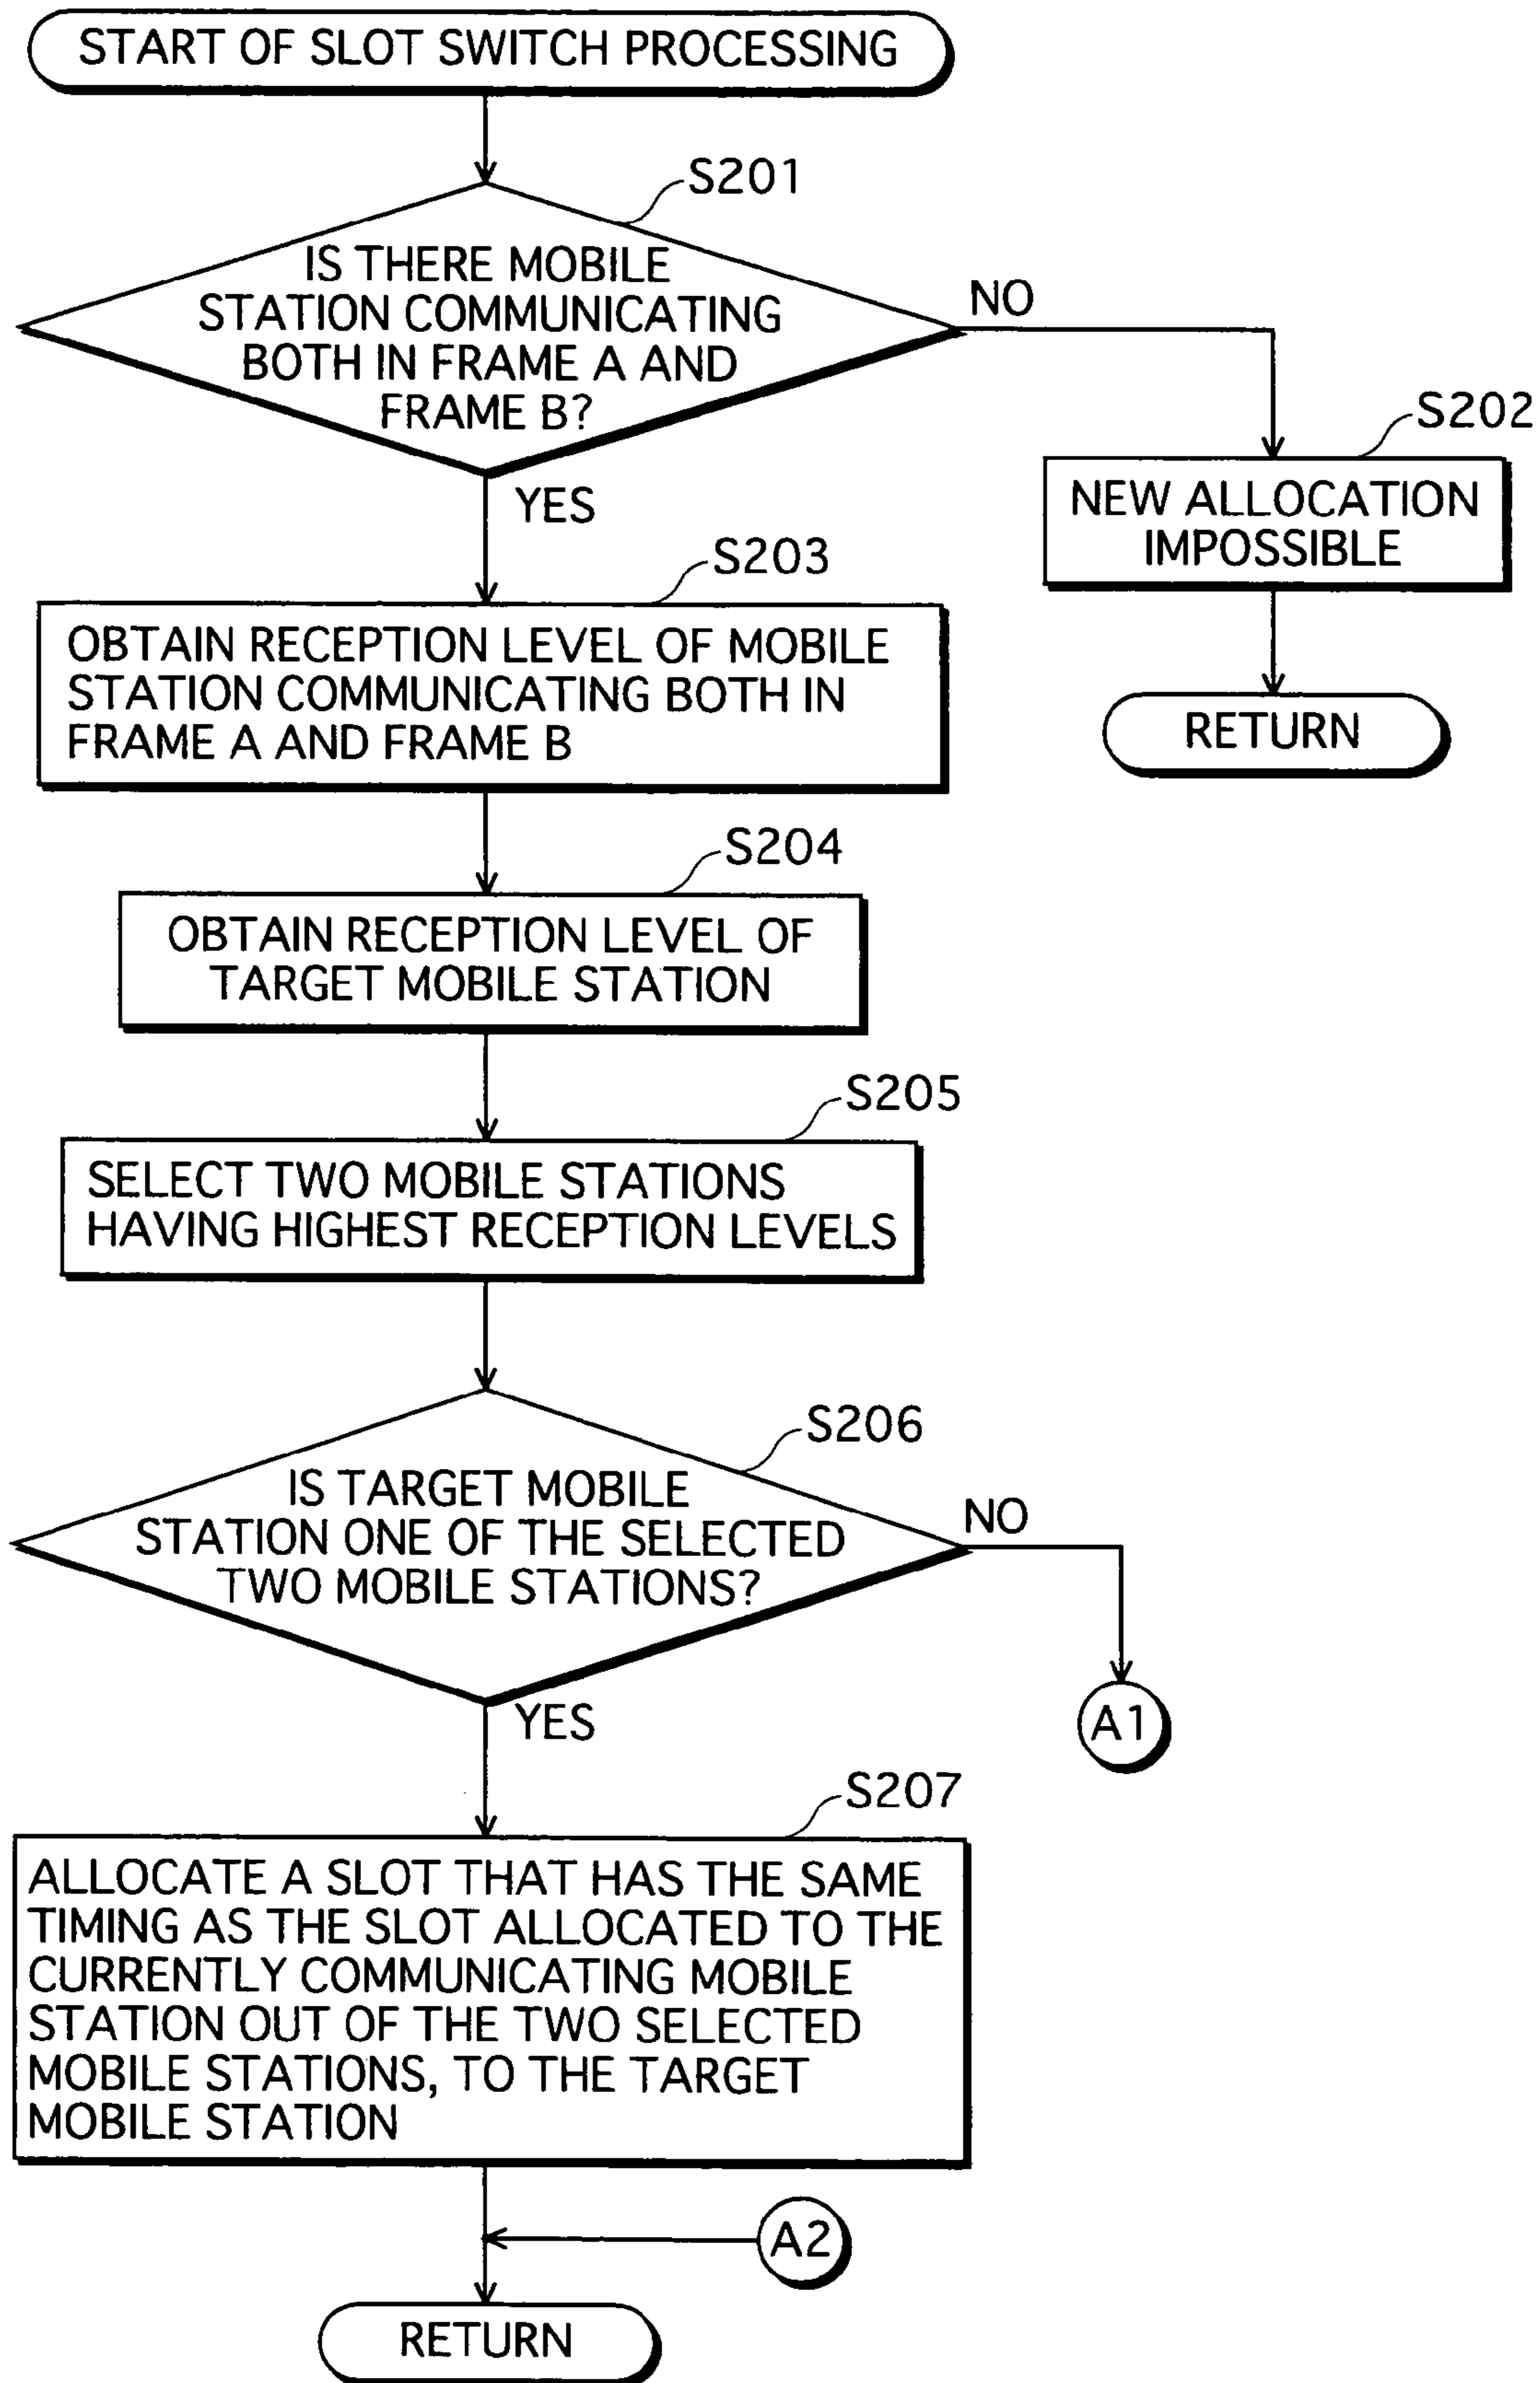 START OF SLOT SWITCH PROCESSING
S201
IS THERE MOBILE
STATION COMMUNICATING
BOTH IN FRAME A AND
FRAME B?
NO
YES
S202
NEW ALLOCATION
IMPOSSIBLE
RETURN
S203
OBTAIN RECEPTION LEVEL OF MOBILE
STATION COMMUNICATING BOTH IN
FRAME A AND FRAME B
S204
OBTAIN RECEPTION LEVEL OF
TARGET MOBILE STATION
S205
SELECT TWO MOBILE STATIONS
HAVING HIGHEST RECEPTION LEVELS
S206
IS TARGET MOBILE
STATION ONE OF THE SELECTED
TWO MOBILE STATIONS?
NO
A1
YES
S207
ALLOCATE A SLOT THAT HAS THE SAME
TIMING AS THE SLOT ALLOCATED TO THE
CURRENTLY COMMUNICATING MOBILE
STATION OUT OF THE TWO SELECTED
MOBILE STATIONS, TO THE TARGET
MOBILE STATION
A2
RETURN